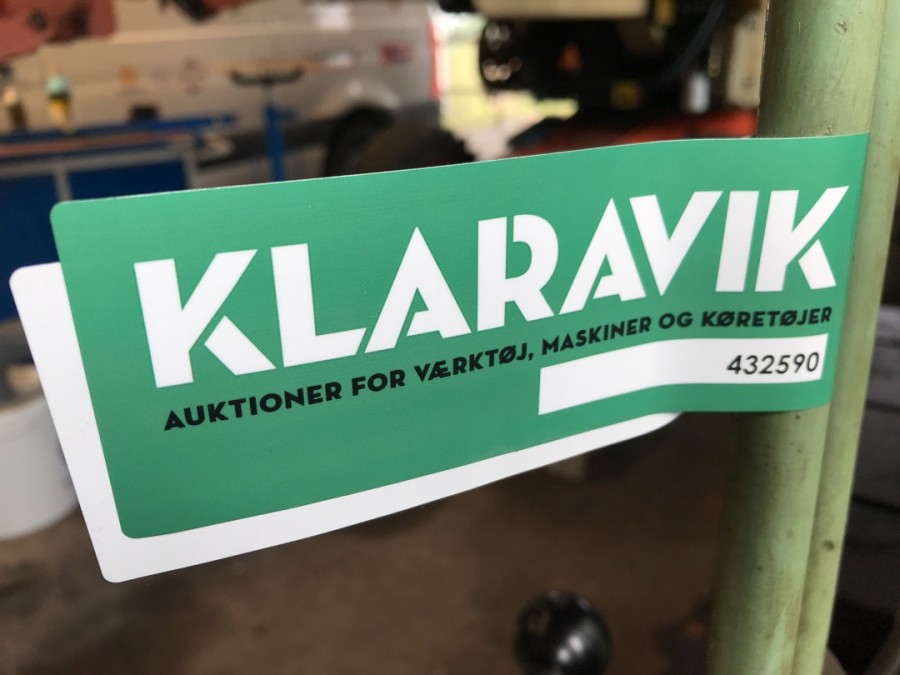 KLARAVIK
AUKTIONER FOR VÆRKTØJ, MASKINER OG KØRETØJER
432590